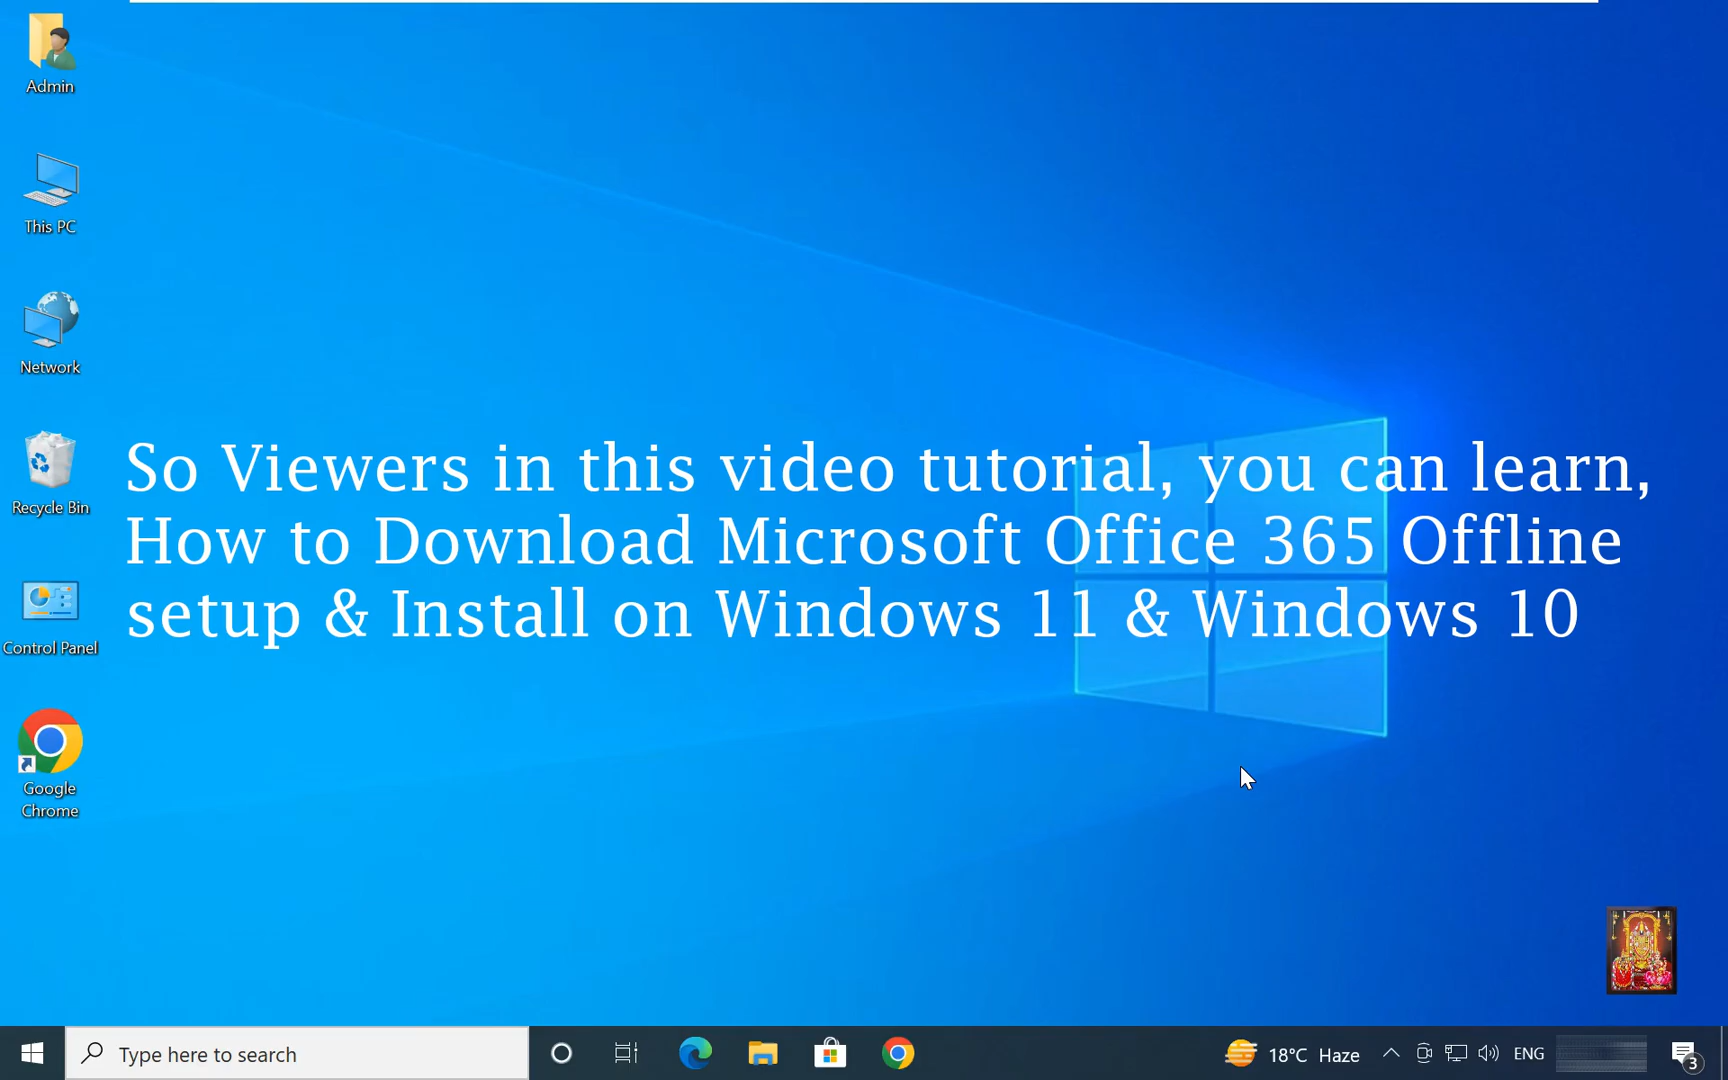 Admin
This PC
Network
Recycle Bin
Control Panel
Google
Chrome
So Viewers in this video tutorial, you can learn,
How to Download Microsoft Office 365 Offline
setup & Install on Windows 11 & Windows 10
Type here to search
18°C Haze
ENG
3